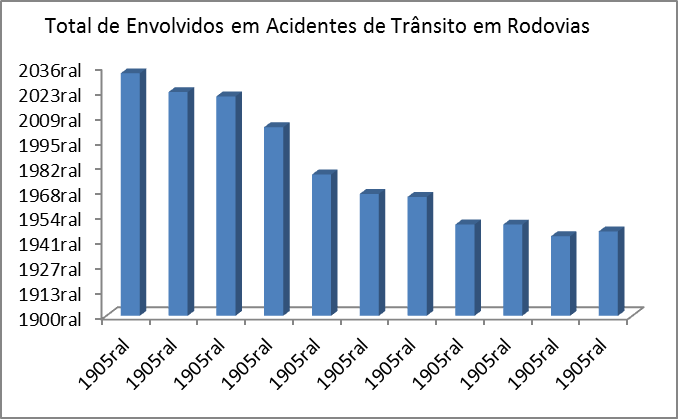 Total de Envolvidos em Acidentes de Trânsito em Rodovias
2036ral
2023ral
2009ral
1995ral
1982ral
1968ral
1954ral
1941ral
1927ral
1913ral
1900ral
1905ral
1905ral
1905ral
1905ral
1905ral
1905ral
1905ral
1905ral
1905ral
1905ral
1905ral